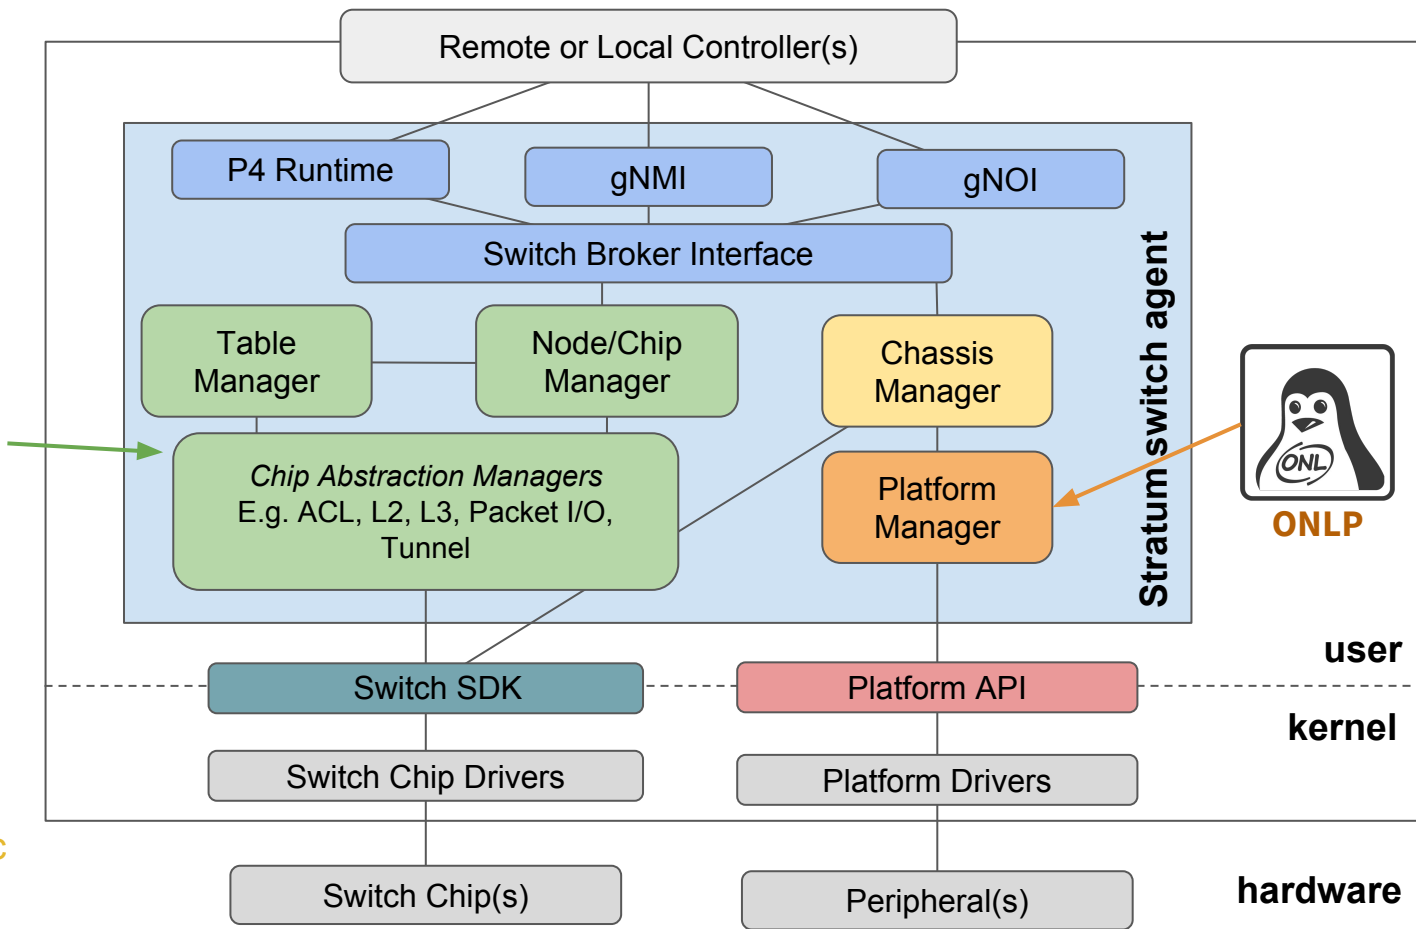 Remote or Local Controller(s)
P4 Runtime
gNMI
gNOI
Switch Broker Interface
Table
Manager
Node/Chip
Manager
Chassis
Manager
Chip Abstraction Managers
E.g. ACL, L2, L3, Packet I/O,
Tunnel
Platform
Manager
Stratum switch agent
ONL
ONLP
user
Switch SDK
Platform API
kernel
Switch Chip Drivers
Platform Drivers
c
Switch Chip(s)
Peripheral(s)
hardware